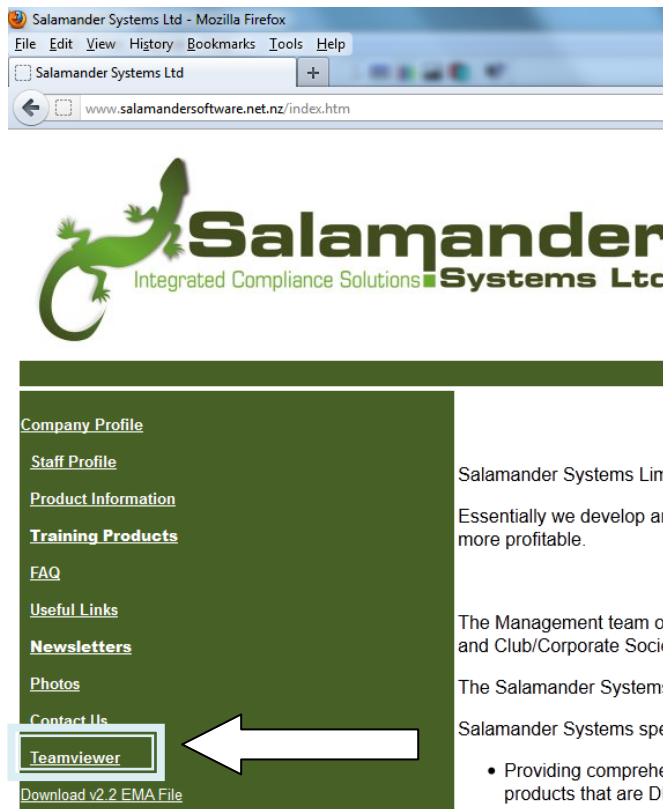 Salamander Systems Ltd - Mozilla Firefox
File Edit View History Bookmarks Tools Help
Salamander Systems Ltd +
www.salamandersoftware.net.nz/index.htm
Salamander
Integrated Compliance Solutions Systems Ltd
Company Profile
Staff Profile
Product Information
Training Products
FAQ
Useful Links
Newsletters
Photos
Contact Us
Teamviewer
Download v2.2 EMA File
Salamander Systems Lim
Essentially we develop an
more profitable.
The Management team o
and Club/Corporate Socie
The Salamander Systems
Salamander Systems spe
• Providing comprehe
products that are D